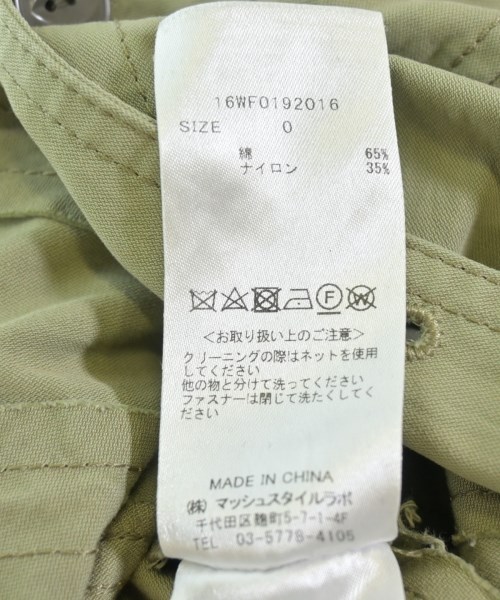 16WF0192016
SIZE 0
綿 65%
ナイロン 35%
F W
<お取り扱い上のご注意>
クリーニングの際はネットを使用
してください
他の物と分けて洗ってください
ファスナーは閉じて洗たくしてく
ださい
MADE IN CHINA
(株) マッシュスタイルラボ
千代田区麹町5-7-1-4F
TEL 03-5778-4105